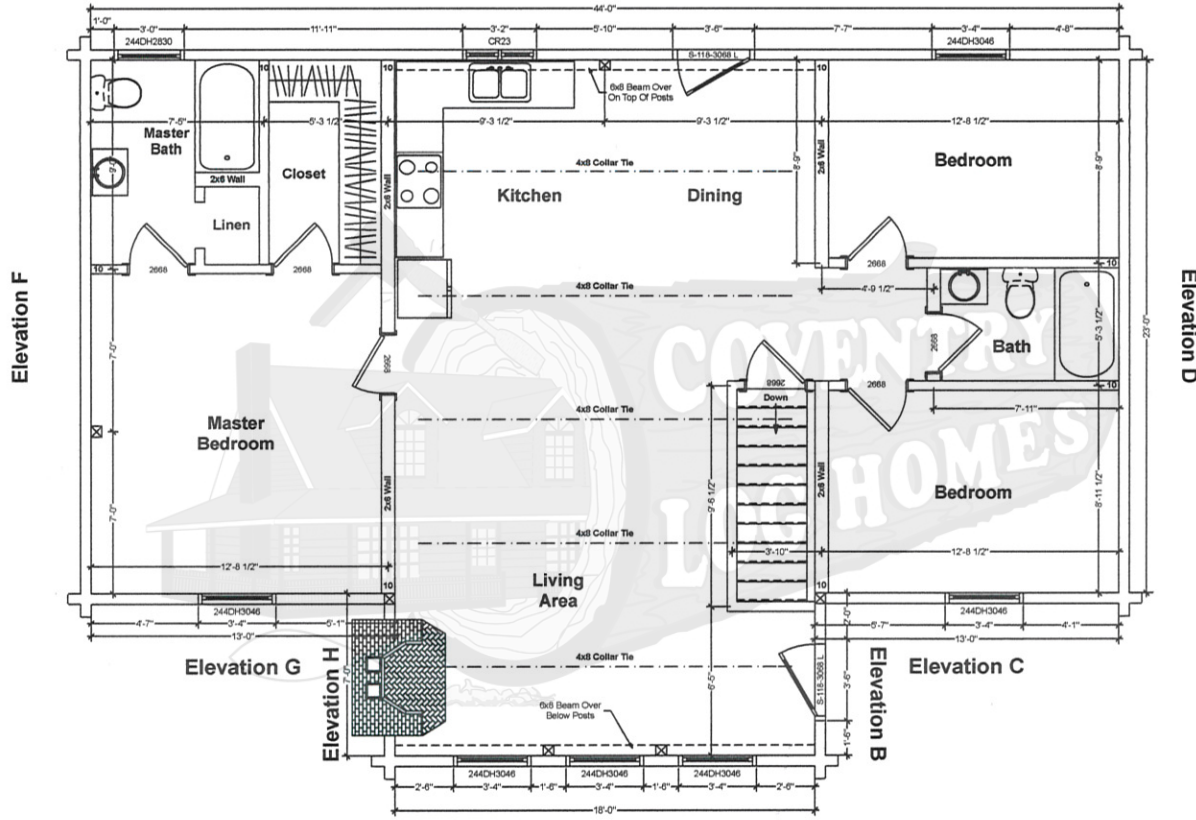 44'-0"
1'-0"
3'-0"
11'-11"
3'-2"
5'-10"
3'-6"
7'-7"
3'-4"
4'-8"
244DH2830
CR23
S-118-3068 L
244DH3046
10
10
10
10
6x8 Beam Over
On Top Of Posts
7'-6"
5'-3 1/2"
9'-3 1/2"
9'-3 1/2"
12'-8 1/2"
Master
Bath
2x6 Wall
Closet
Linen
2x6 Wall
4x8 Collar Tie
Kitchen
Dining
8'-9"
2x6 Wall
Bedroom
8'-9"
10
2668
2668
2668
10
Elevation F
Elevation D
4x8 Collar Tie
4'-9 1/2"
COVENTRY
LOG HOMES
5'-3 1/2"
23'-0"
Bath
2668
2668
7'-0"
2668
2668
Down
10
4x8 Collar Tie
7'-11"
Master
Bedroom
7'-0"
2x6 Wall
9'-6 1/2"
2x6 Wall
Bedroom
8'-11 1/2"
4x8 Collar Tie
3'-10"
12'-8 1/2"
12'-8 1/2"
Living
Area
10
10
244DH3046
244DH3046
4'-7"
3'-4"
5'-1"
13'-0"
2'-0"
5'-7"
3'-4"
4'-1"
13'-0"
Elevation G
Elevation H
7'-0"
4x8 Collar Tie
6'-5"
S-118-3068 L
3'-6"
1'-6"
Elevation B
Elevation C
6x8 Beam Over
Below Posts
244DH3046
244DH3046
244DH3046
2'-6"
3'-4"
1'-6"
3'-4"
1'-6"
3'-4"
2'-6"
18'-0"